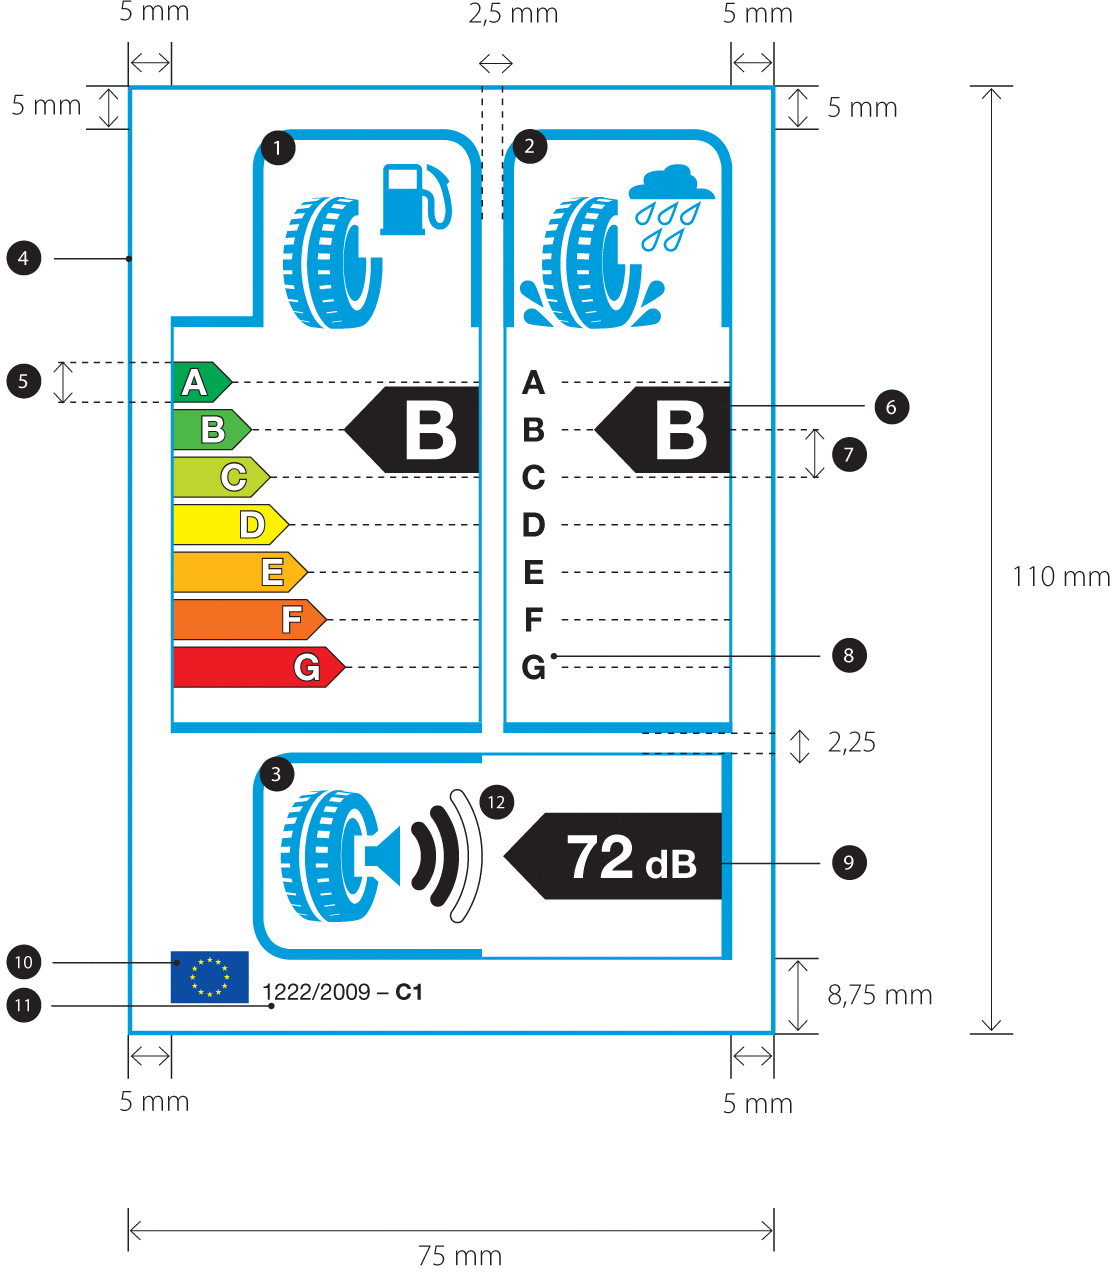 5 mm 2,5 mm 5 mm
5 mm 5 mm
1 2
4
5
A A
B B B B
C C
D D
E E
F F
G G
6
7
8
110 mm
2,25
3 12
72 dB
9
10
11
1222/2009 – C1
8,75 mm
5 mm 5 mm
75 mm